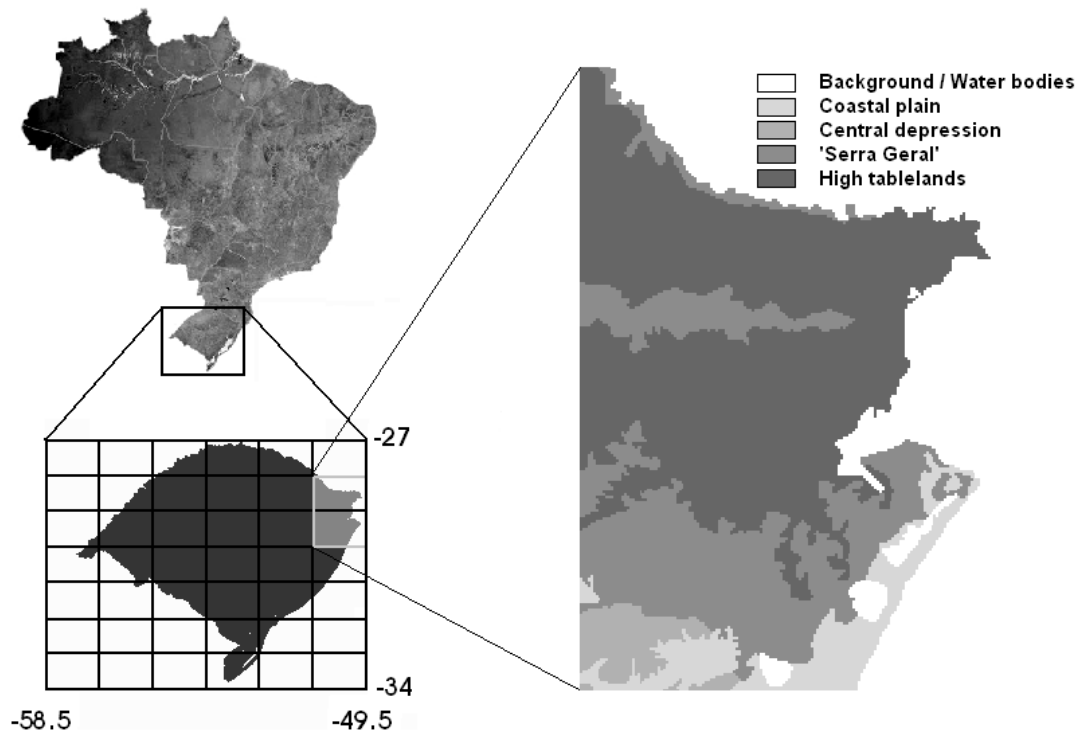 Background / Water bodies
Coastal plain
Central depression
'Serra Geral'
High tablelands
-27
-34
-58.5
-49.5